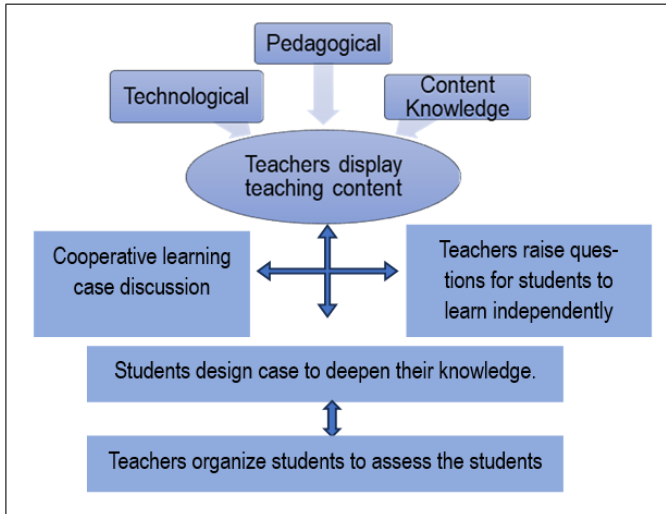 Pedagogical
Technological
Content
Knowledge
Teachers display
teaching content
Cooperative learning
case discussion
Teachers raise ques-
tions for students to
learn independently
Students design case to deepen their knowledge.
Teachers organize students to assess the students